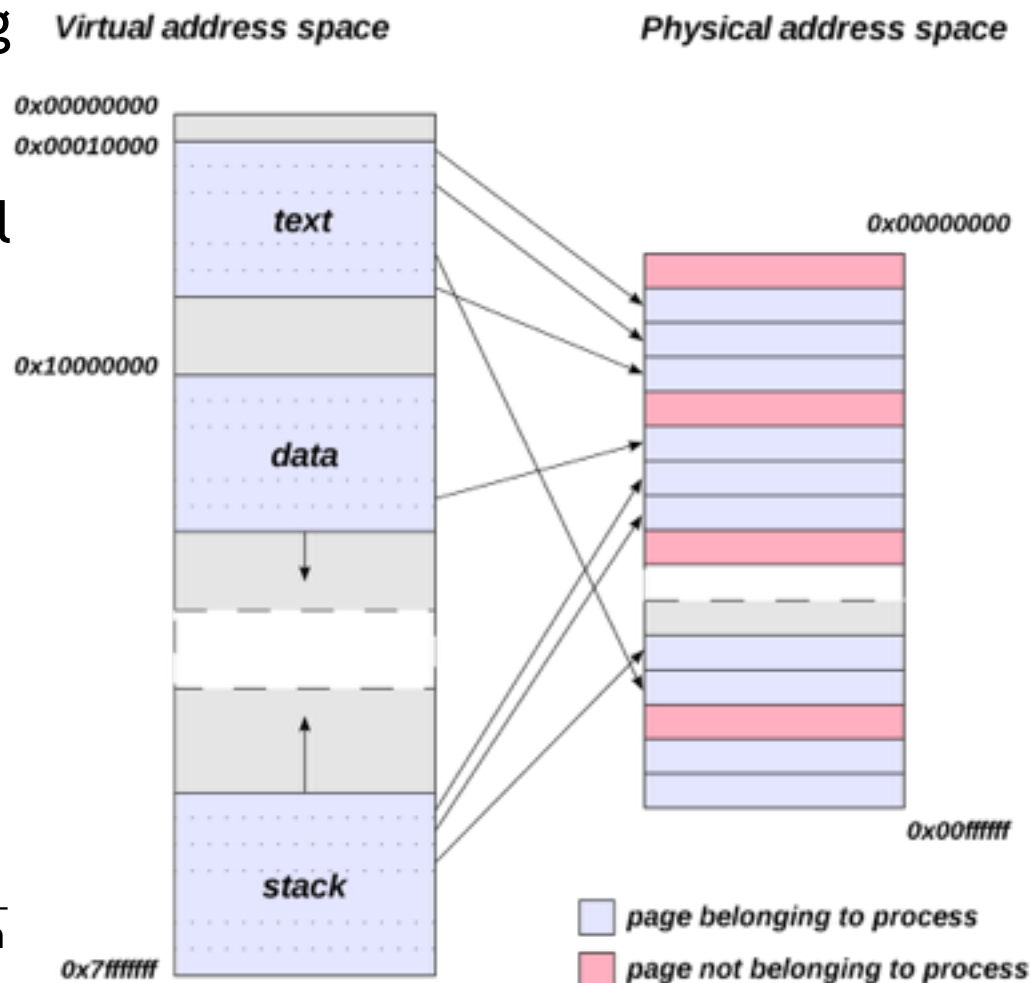 g
Virtual address space
Physical address space
0x00000000
0x00010000
l
text
0x00000000
0x10000000
data
stack
0x00ffffff
n
0x7fffffff
page belonging to process
page not belonging to process